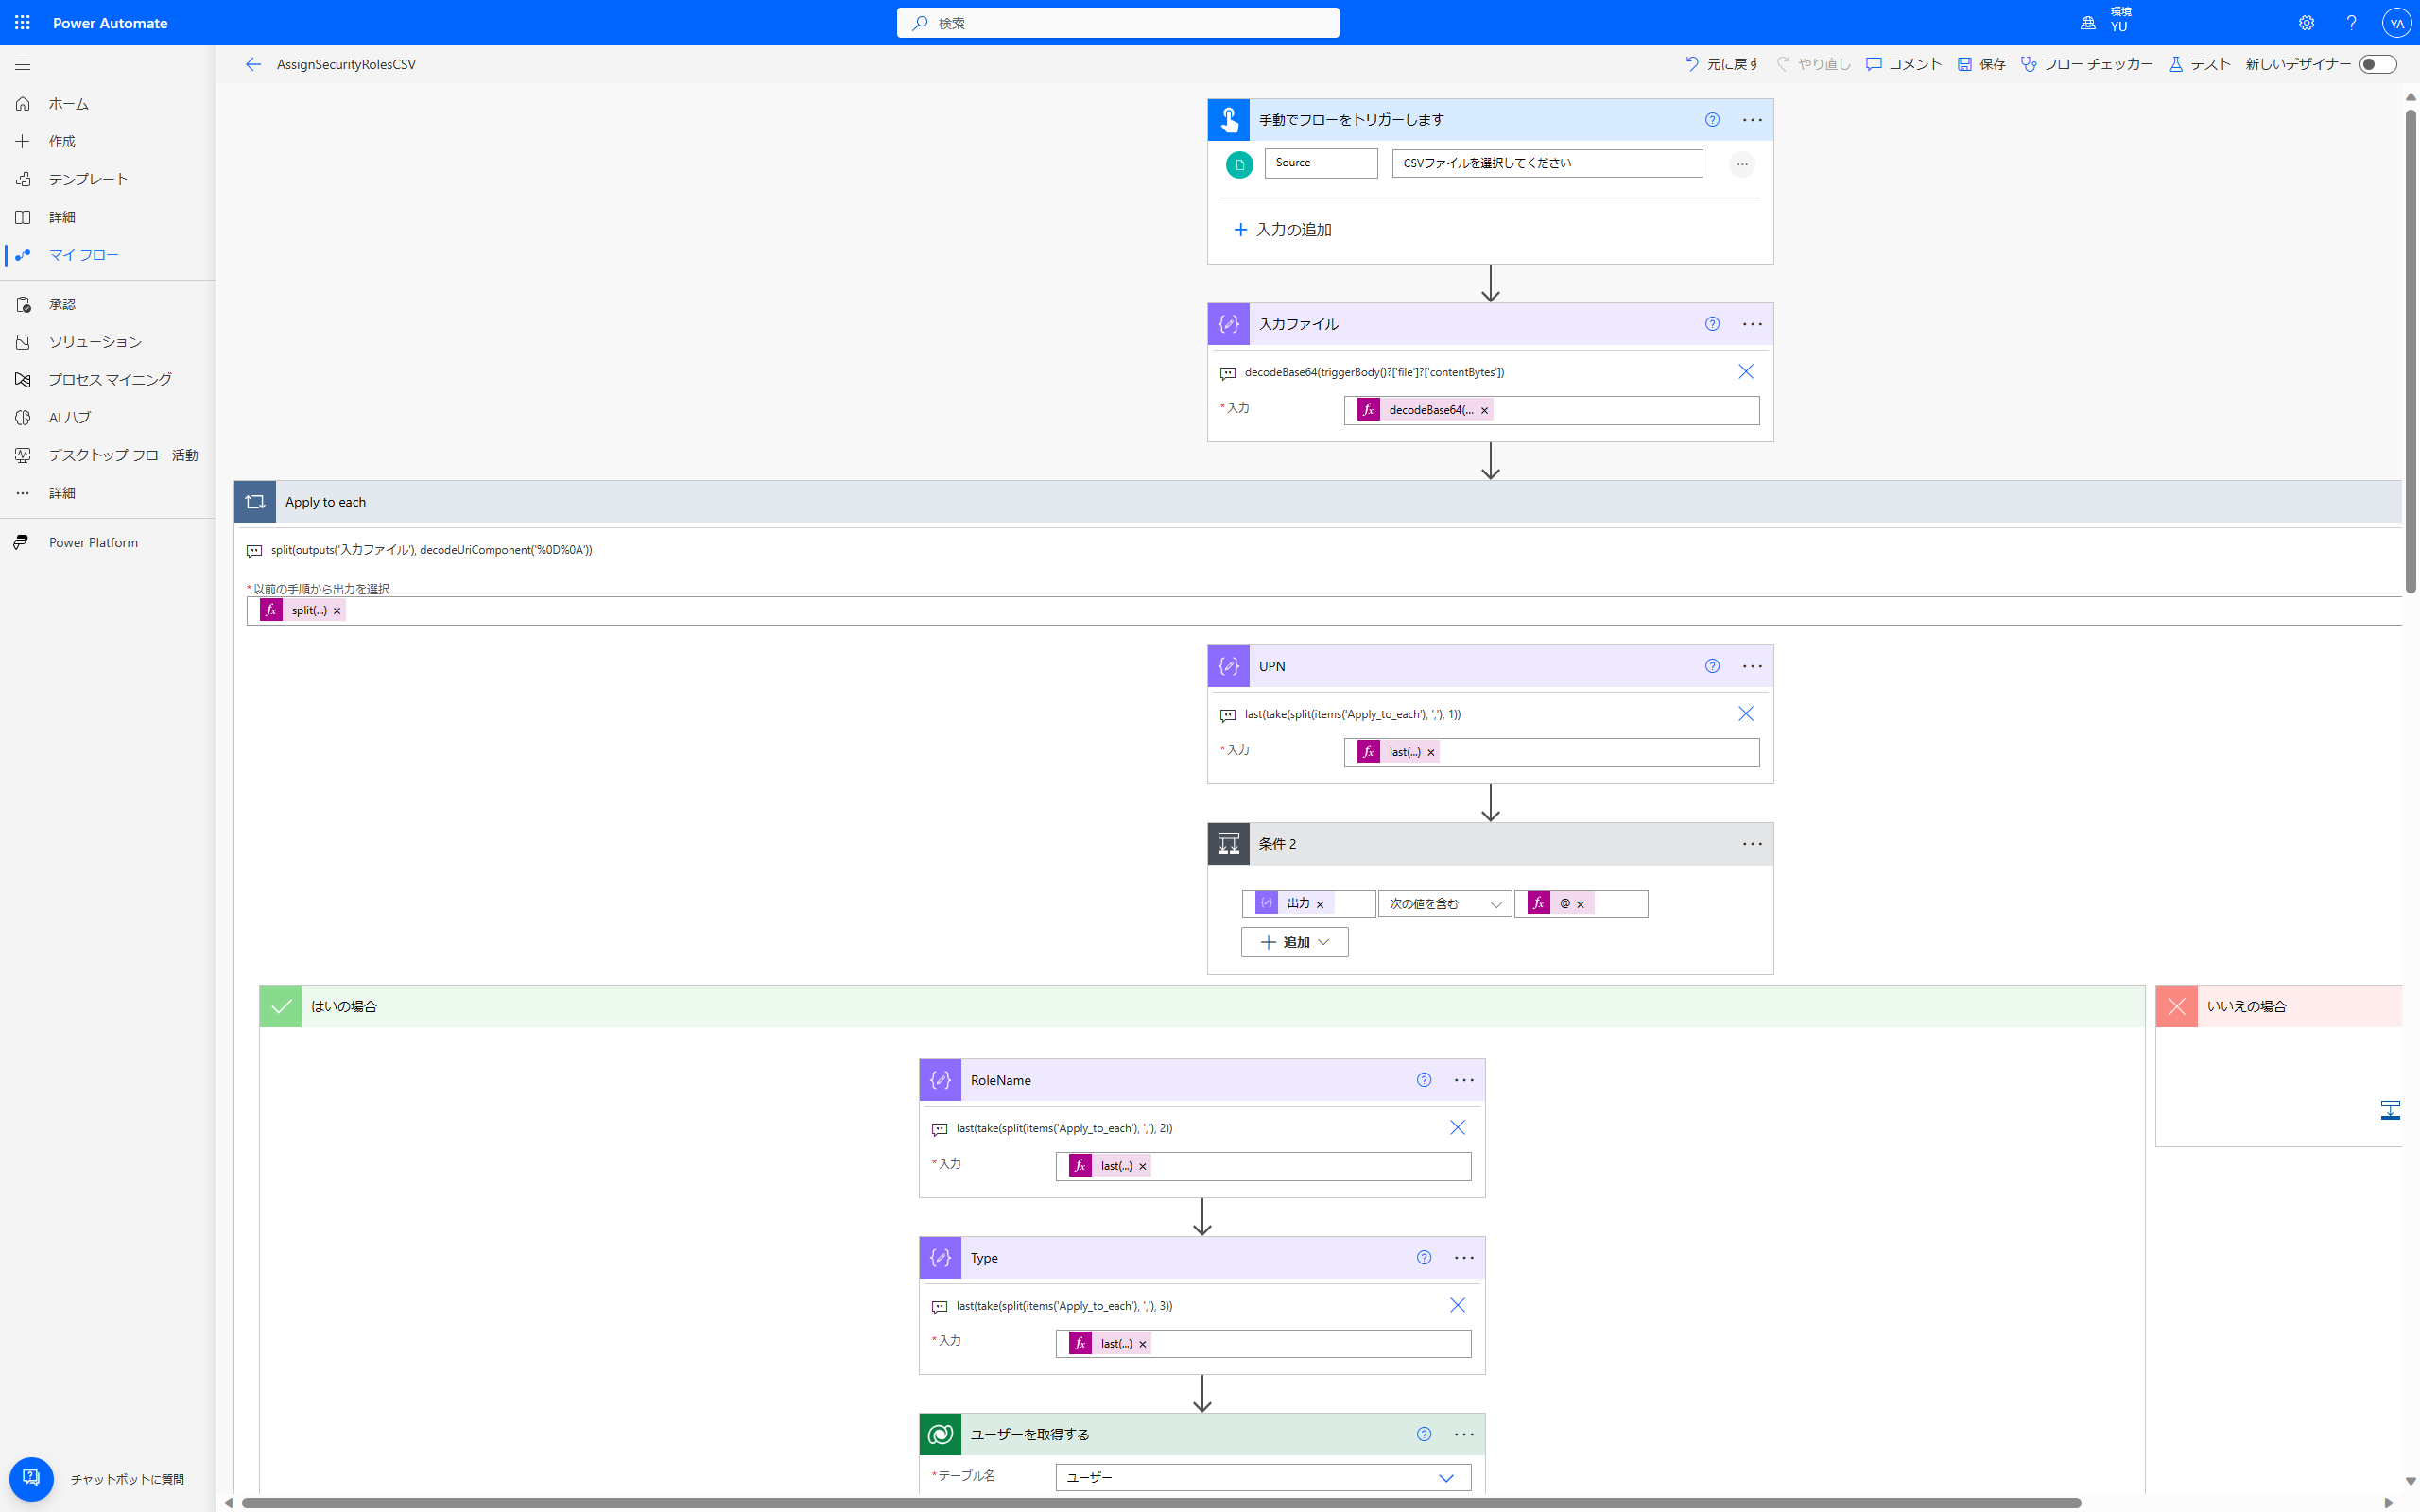 Power Automate
検索
環境
YU
YA
AssignSecurityRolesCSV
元に戻す
やり直し
コメント
保存
フロー チェッカー
テスト
新しいデザイナー
ホーム
作成
テンプレート
詳細
マイ フロー
承認
ソリューション
プロセス マイニング
AI ハブ
デスクトップ フロー活動
詳細
Power Platform
チャットボットに質問
手動でフローをトリガーします
Source
CSVファイルを選択してください
入力の追加
入力ファイル
decodeBase64(triggerBody()?['file']?['contentBytes'])
*入力
decodeBase64(...
Apply to each
split(outputs('入力ファイル'), decodeUriComponent('%0D%0A'))
*以前の手順から出力を選択
split(...)
UPN
last(take(split(items('Apply_to_each'), ','), 1))
*入力
last(...)
条件 2
出力
次の値を含む
@
追加
はいの場合
いいえの場合
RoleName
last(take(split(items('Apply_to_each'), ','), 2))
*入力
last(...)
Type
last(take(split(items('Apply_to_each'), ','), 3))
*入力
last(...)
ユーザーを取得する
*テーブル名
ユーザー